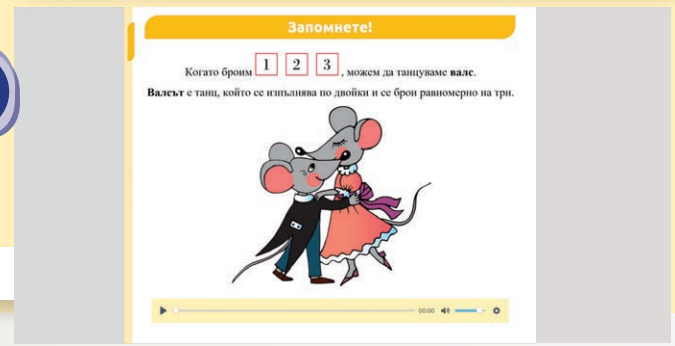 Запомнете!
Когато броим 1 2 3, можем да танцуваме валс.
Валсът е танц, който се изпълнява по двойки и се брои равномерно на три.
00:00